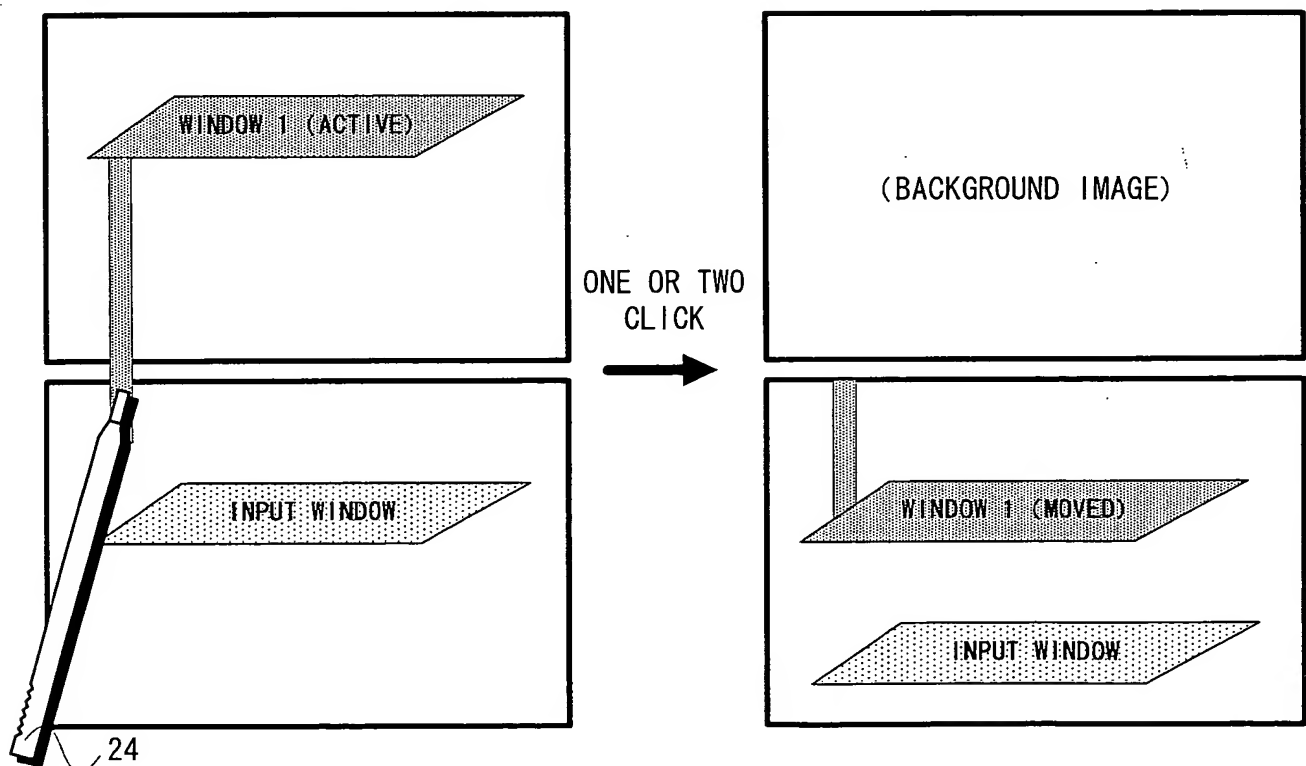 WINDOW 1 (ACTIVE)
INPUT WINDOW
24
ONE OR TWO
CLICK
(BACKGROUND IMAGE)
WINDOW 1 (MOVED)
INPUT WINDOW